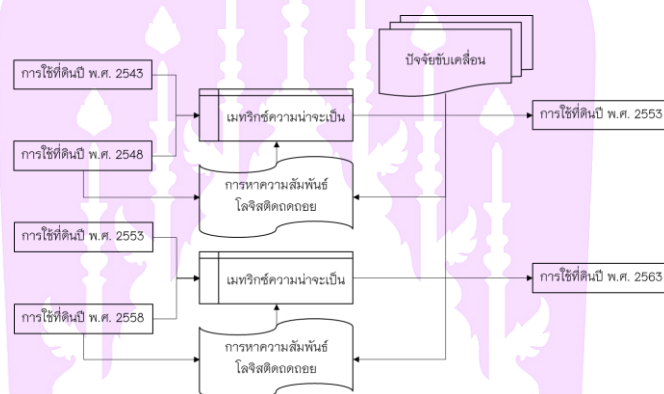 ปัจจัยขับเคลื่อน
การใช้ที่ดินปี พ.ศ. 2543
เมทริกซ์ความน่าจะเป็น
การใช้ที่ดินปี พ.ศ. 2553
การใช้ที่ดินปี พ.ศ. 2548
การหาความสัมพันธ์
โลจิสติดถดถอย
การใช้ที่ดินปี พ.ศ. 2553
เมทริกซ์ความน่าจะเป็น
การใช้ที่ดินปี พ.ศ. 2563
การใช้ที่ดินปี พ.ศ. 2558
การหาความสัมพันธ์
โลจิสติดถดถอย